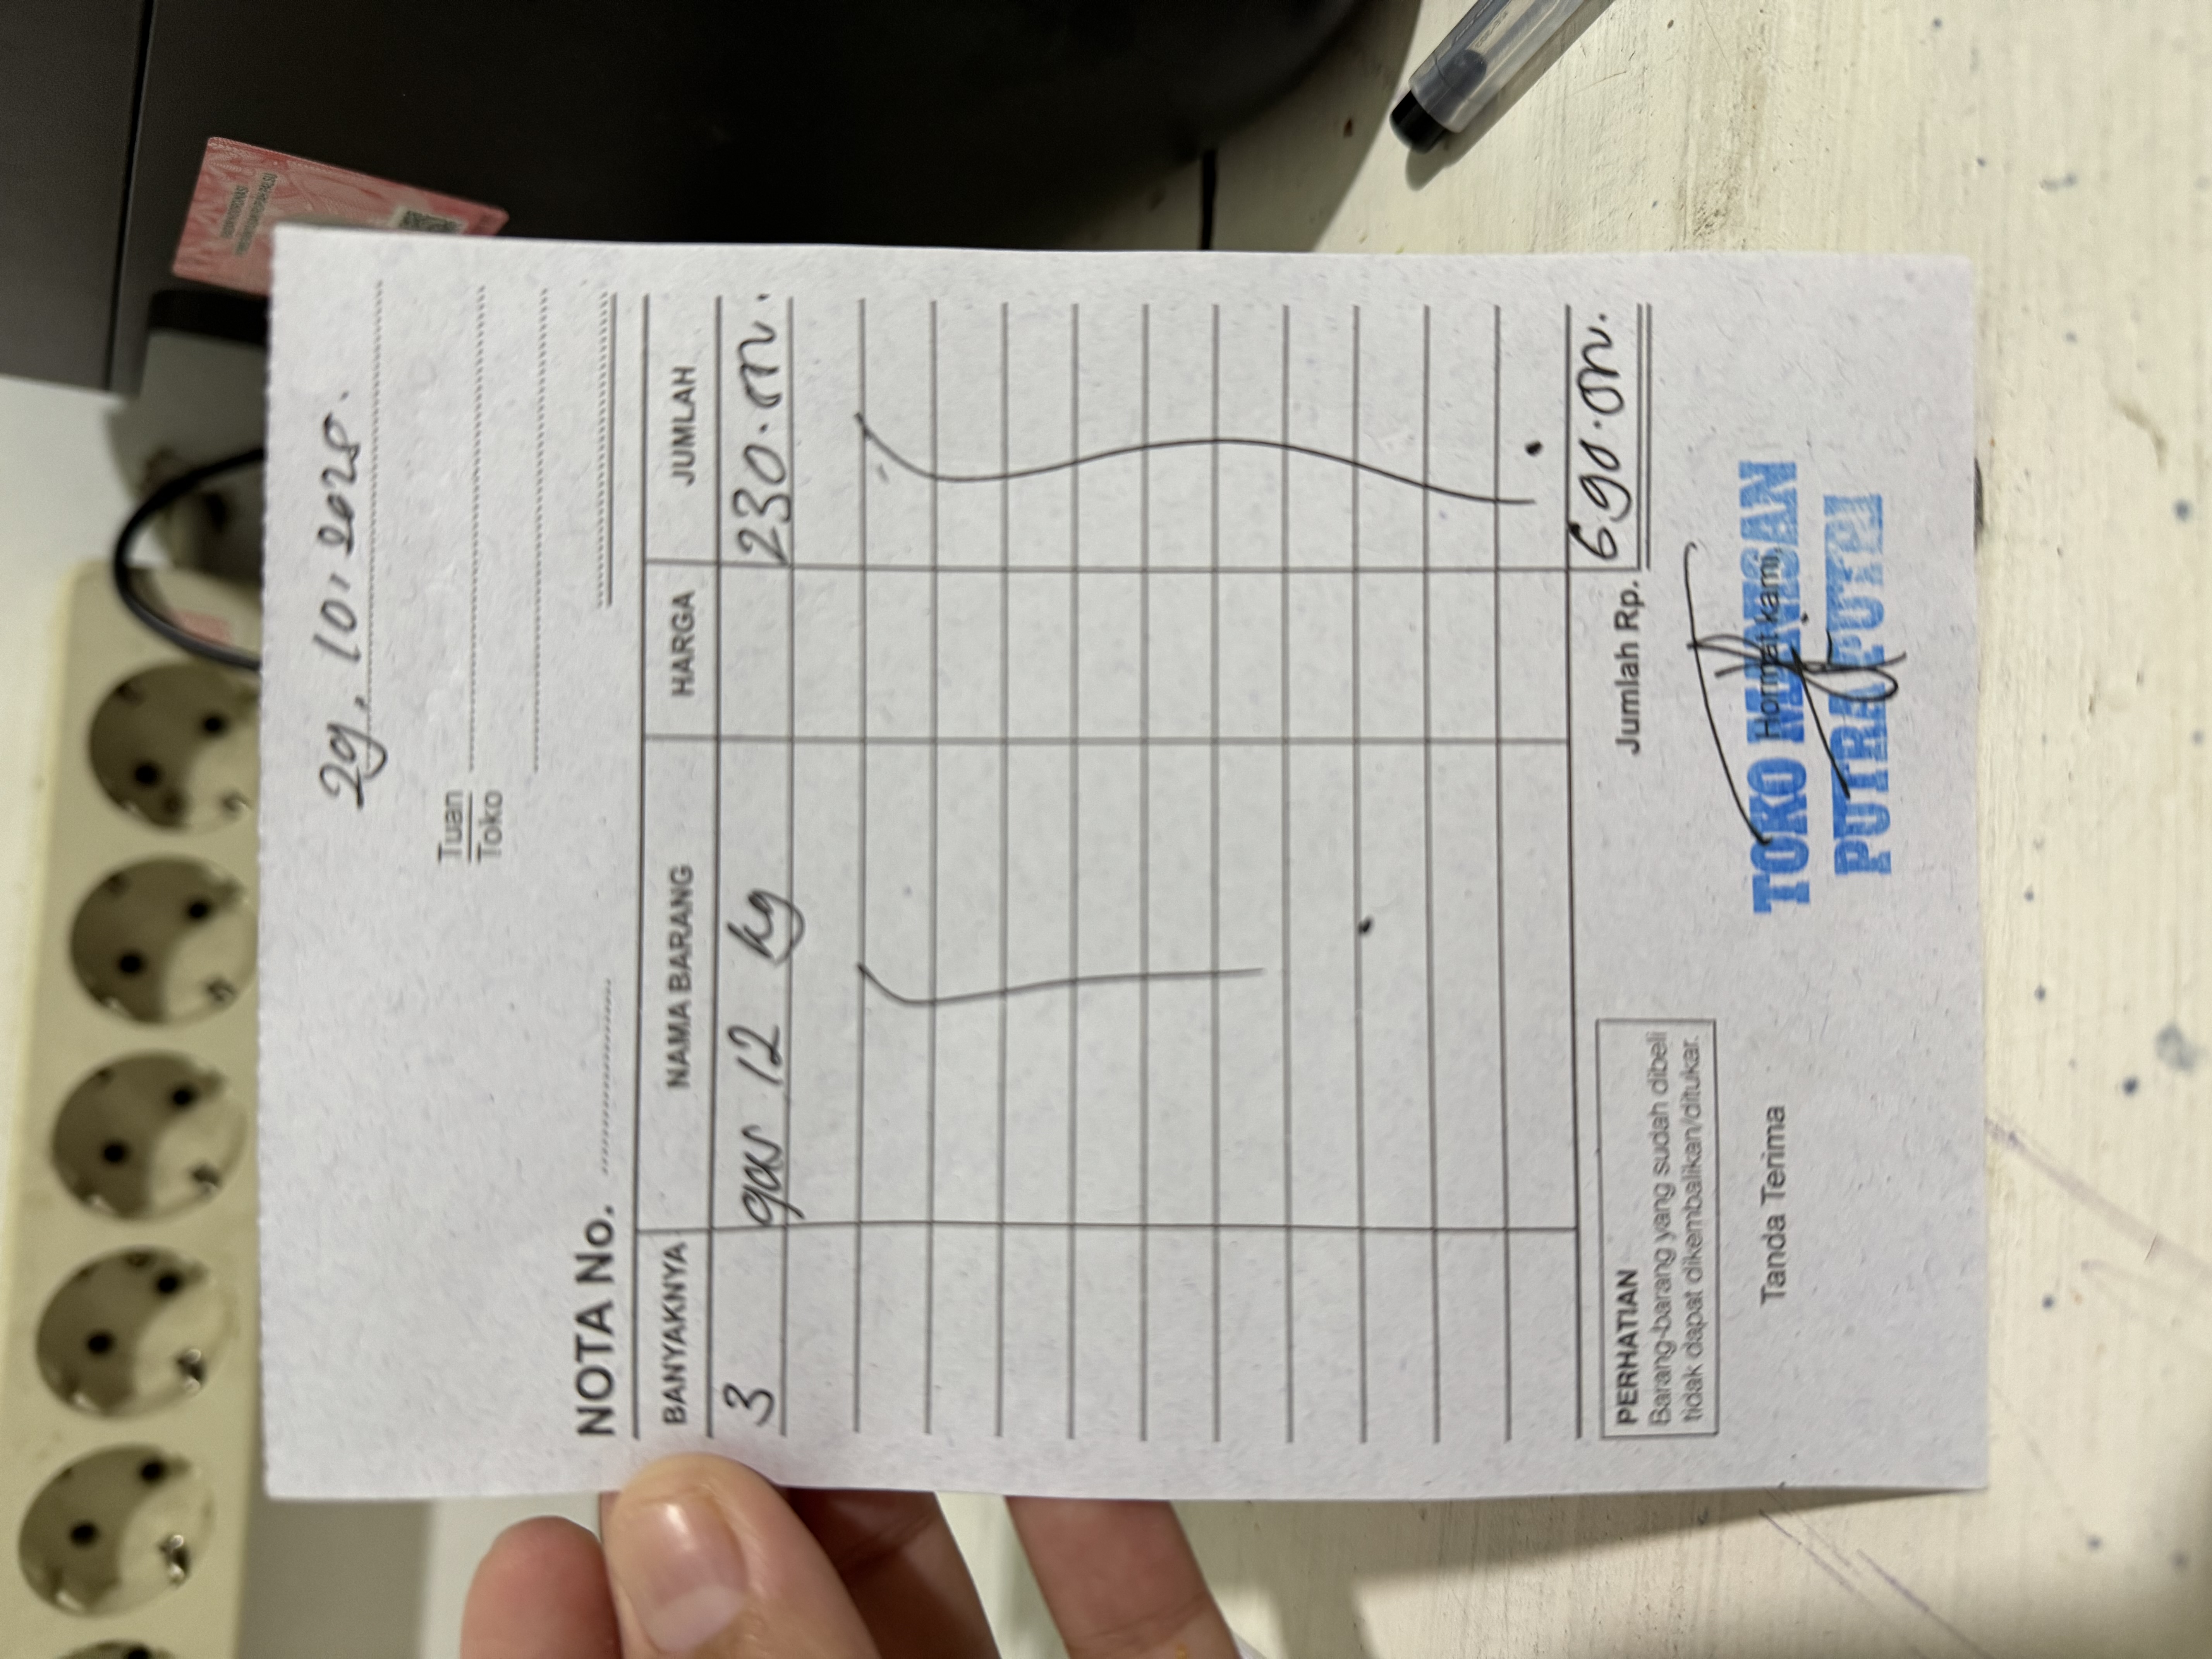 29, 10, 2025.
Tuan
Toko
NOTA No.
BANYAKNYA NAMA BARANG HARGA JUMLAH
3 gas 12 kg 230.000.
Jumlah Rp. 690.000.
PERHATIAN
Barang-barang yang sudah dibeli
tidak dapat dikembalikan/ditukar.
Tanda Terima Hormat kami,
TOKO MANISAN
PUTRA PUTRI